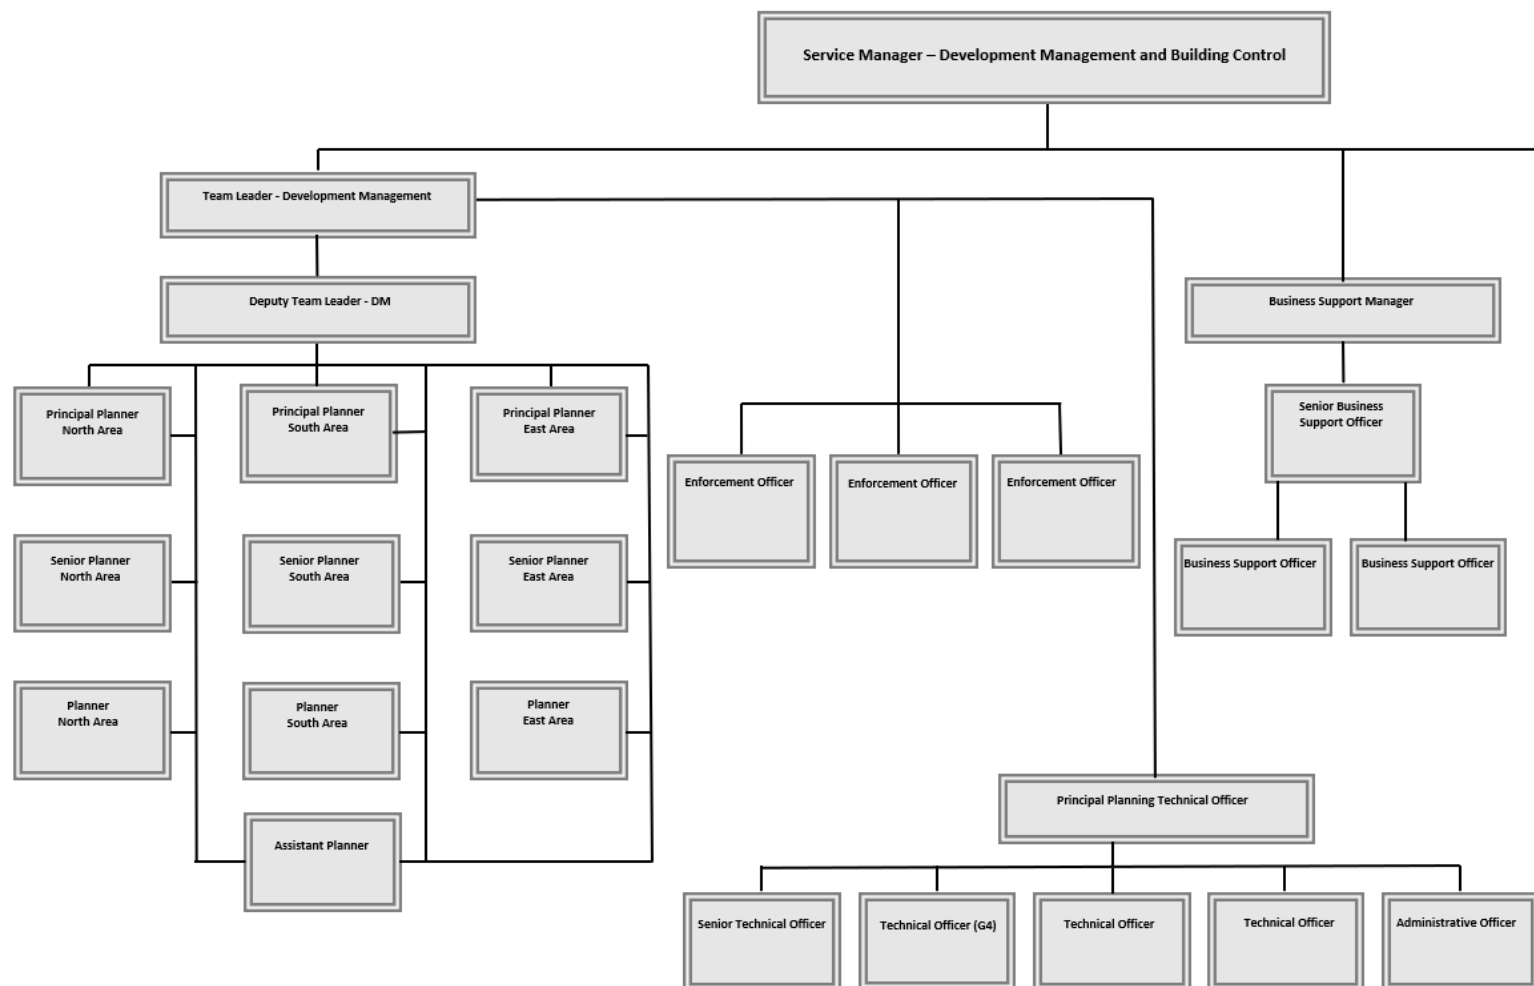 Service Manager – Development Management and Building Control
Team Leader - Development Management
Deputy Team Leader - DM
Business Support Manager
Principal Planner
North Area
Principal Planner
South Area
Principal Planner
East Area
Senior Business
Support Officer
Enforcement Officer
Enforcement Officer
Enforcement Officer
Senior Planner
North Area
Senior Planner
South Area
Senior Planner
East Area
Business Support Officer
Business Support Officer
Planner
North Area
Planner
South Area
Planner
East Area
Principal Planning Technical Officer
Assistant Planner
Senior Technical Officer
Technical Officer (G4)
Technical Officer
Technical Officer
Administrative Officer